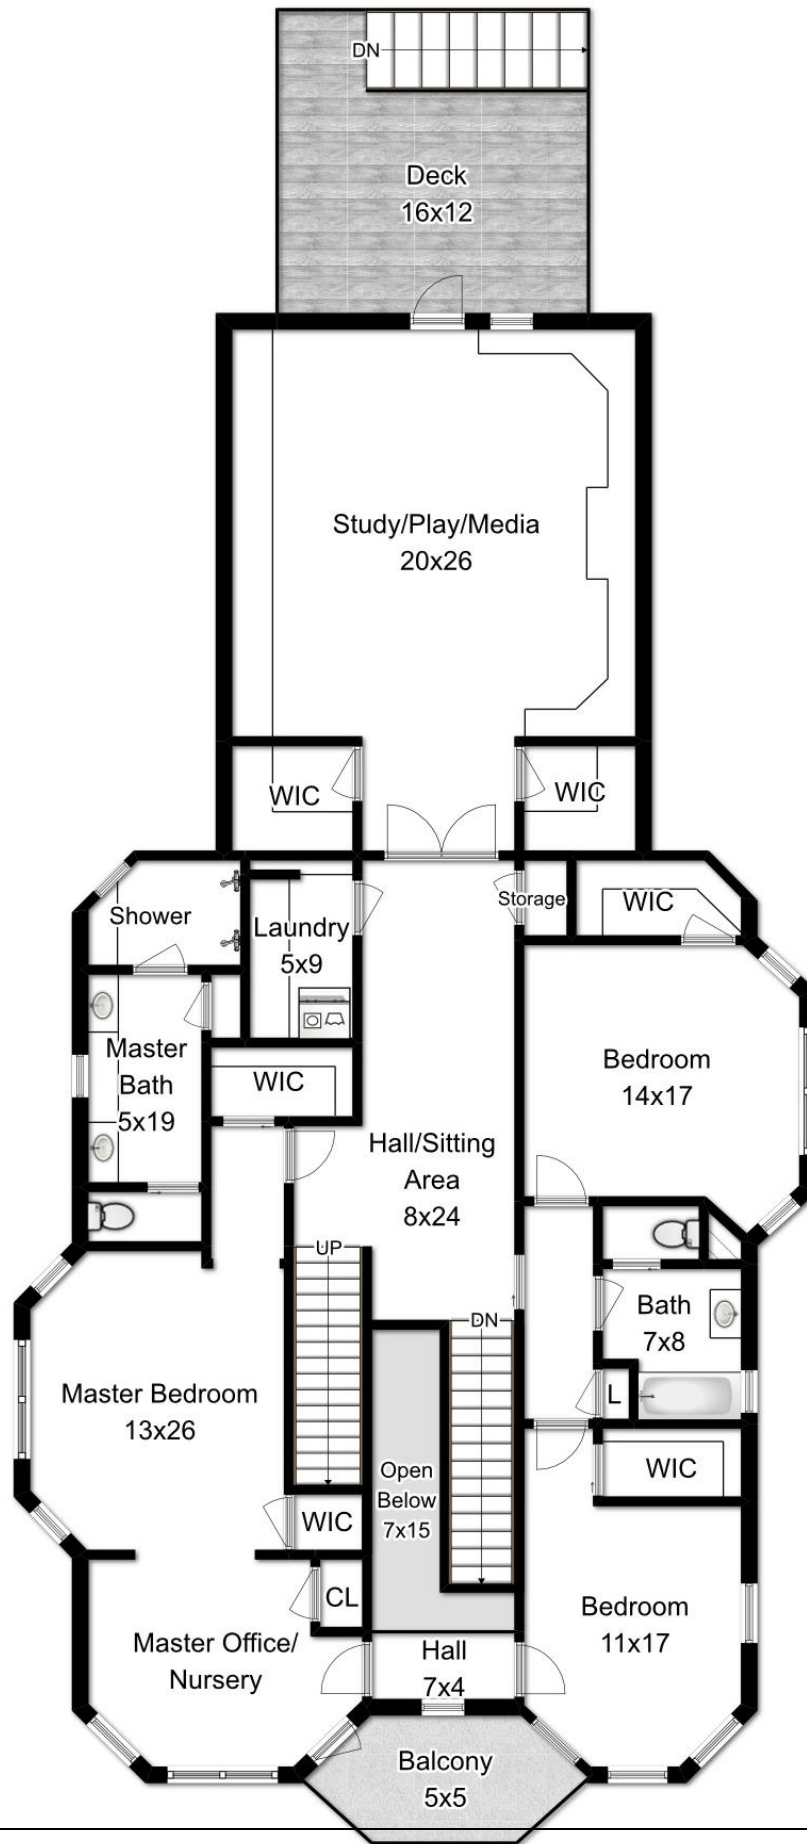 DN
Deck
16x12
Study/Play/Media
20x26
WIC
WIC
Shower
Laundry
5x9
Storage
WIC
Master
Bath
5x19
WIC
Bedroom
14x17
Hall/Sitting
Area
8x24
UP
DN
Bath
7x8
L
Master Bedroom
13x26
WIC
Open
Below
7x15
WIC
CL
Bedroom
11x17
Master Office/
Nursery
Hall
7x4
Balcony
5x5